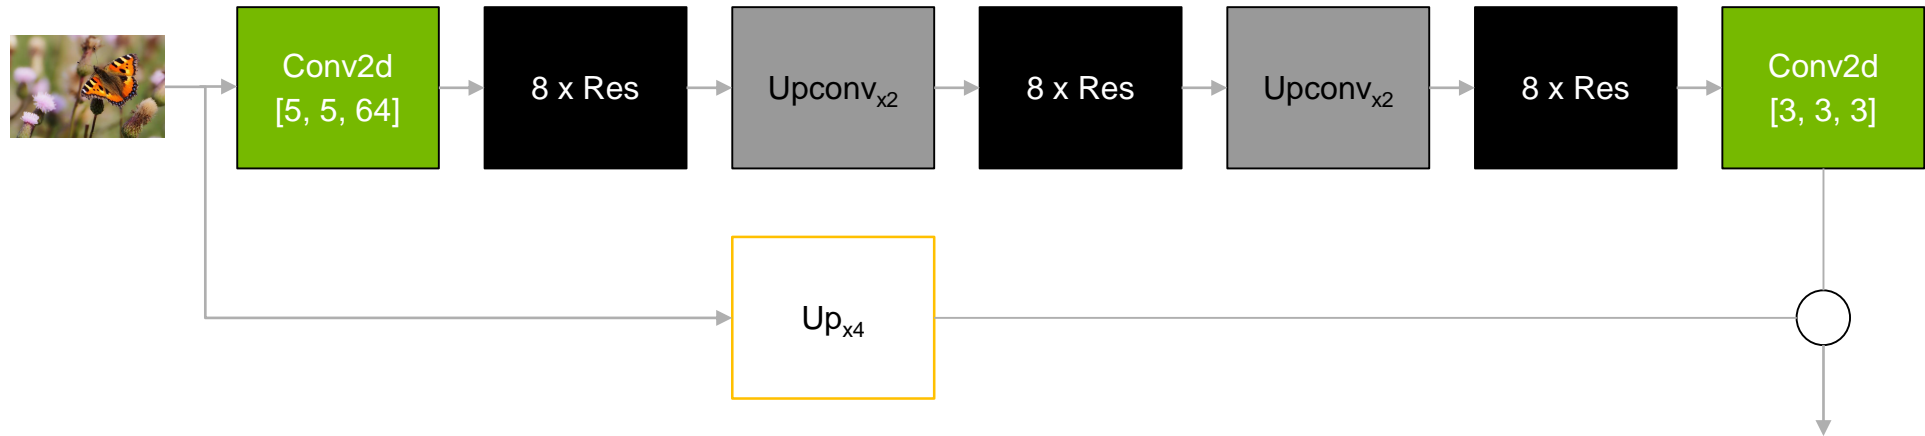 Conv2d
[5, 5, 64]
8 x Res
Upconvx2
8 x Res
Upconvx2
8 x Res
Conv2d
[3, 3, 3]
Upx4